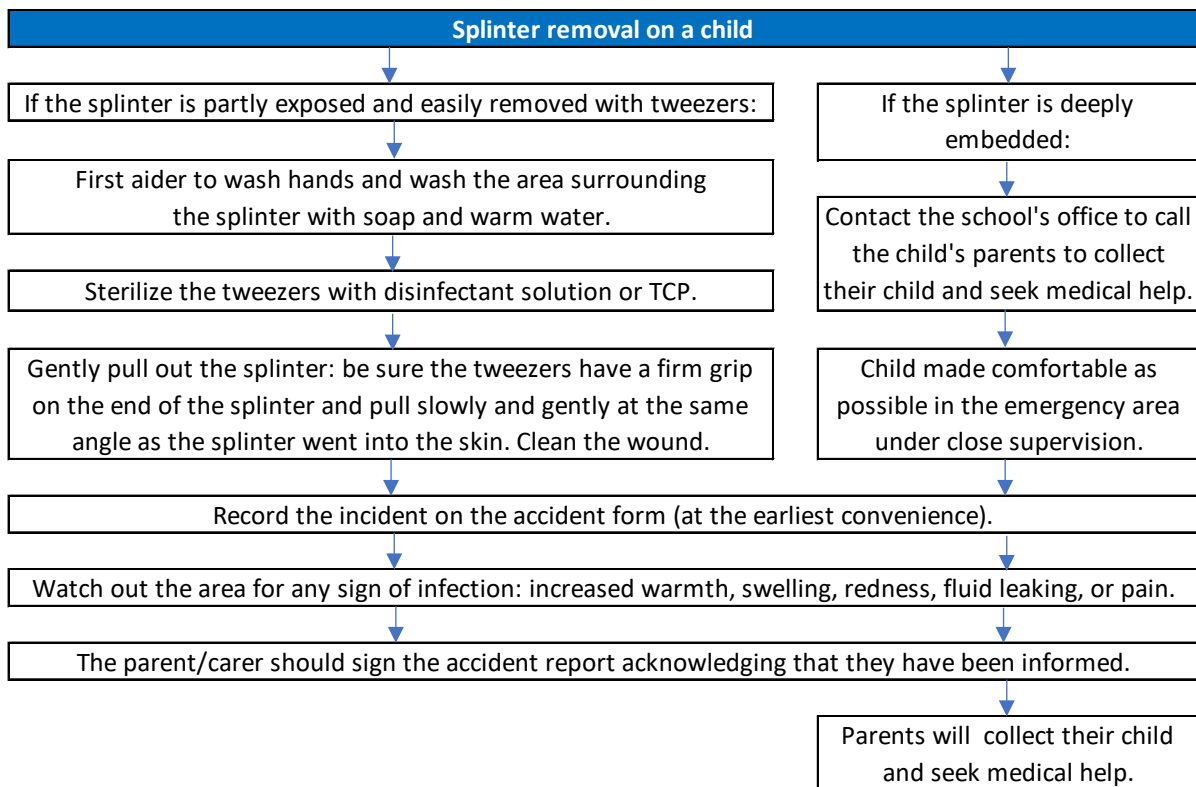 Splinter removal on a child
If the splinter is partly exposed and easily removed with tweezers:
First aider to wash hands and wash the area surrounding
the splinter with soap and warm water.
Sterilize the tweezers with disinfectant solution or TCP.
Gently pull out the splinter: be sure the tweezers have a firm grip
on the end of the splinter and pull slowly and gently at the same
angle as the splinter went into the skin. Clean the wound.
If the splinter is deeply
embedded:
Contact the school's office to call
the child's parents to collect
their child and seek medical help.
Child made comfortable as
possible in the emergency area
under close supervision.
Record the incident on the accident form (at the earliest convenience).
Watch out the area for any sign of infection: increased warmth, swelling, redness, fluid leaking, or pain.
The parent/carer should sign the accident report acknowledging that they have been informed.
Parents will  collect their child
and seek medical help.